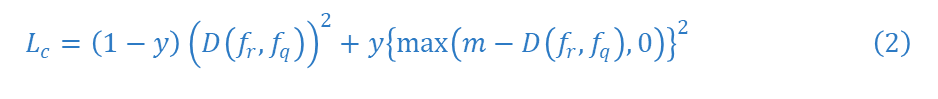 L_c = (1 − y) (D(f_r, f_q))^2 + y{max(m − D(f_r, f_q), 0)}^2 (2)